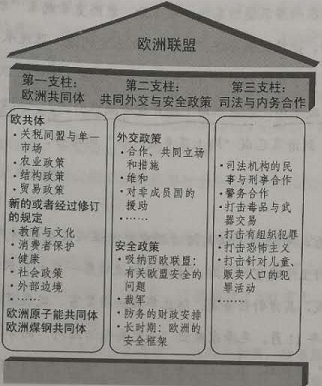 欧洲联盟
第一支柱：
欧洲共同体
第二支柱：
共同外交与安全政策
第三支柱：
司法与内务合作
欧共体
· 关税同盟与单一
市场
· 农业政策
· 结构政策
· 贸易政策
新的或者经过修订
的规定
· 教育与文化
· 消费者保护
· 健康
· 社会政策
· 外部边境
· ……
欧洲原子能共同体
欧洲煤钢共同体
外交政策
· 合作、共同立场
和措施
· 维和
· 对非成员国的
援助
· ……
安全政策
· 吸纳西欧联盟：
有关欧盟安全的
问题
· 裁军
· 防务的财政安排
· 长时期：欧洲的
安全框架
· 司法机构的民
事与刑事合作
· 警务合作
· 打击毒品与武
器交易
· 打击有组织犯罪
· 打击恐怖主义
· 打击针对儿童、
贩卖人口的犯
罪活动
· ……